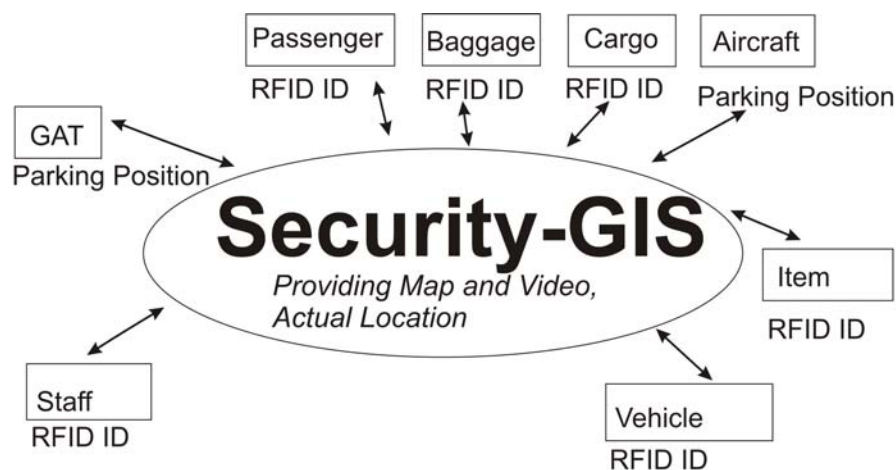 Passenger
RFID ID
Baggage
RFID ID
Cargo
RFID ID
Aircraft
Parking Position
GAT
Parking Position
Security-GIS
Providing Map and Video,
Actual Location
Item
RFID ID
Staff
RFID ID
Vehicle
RFID ID